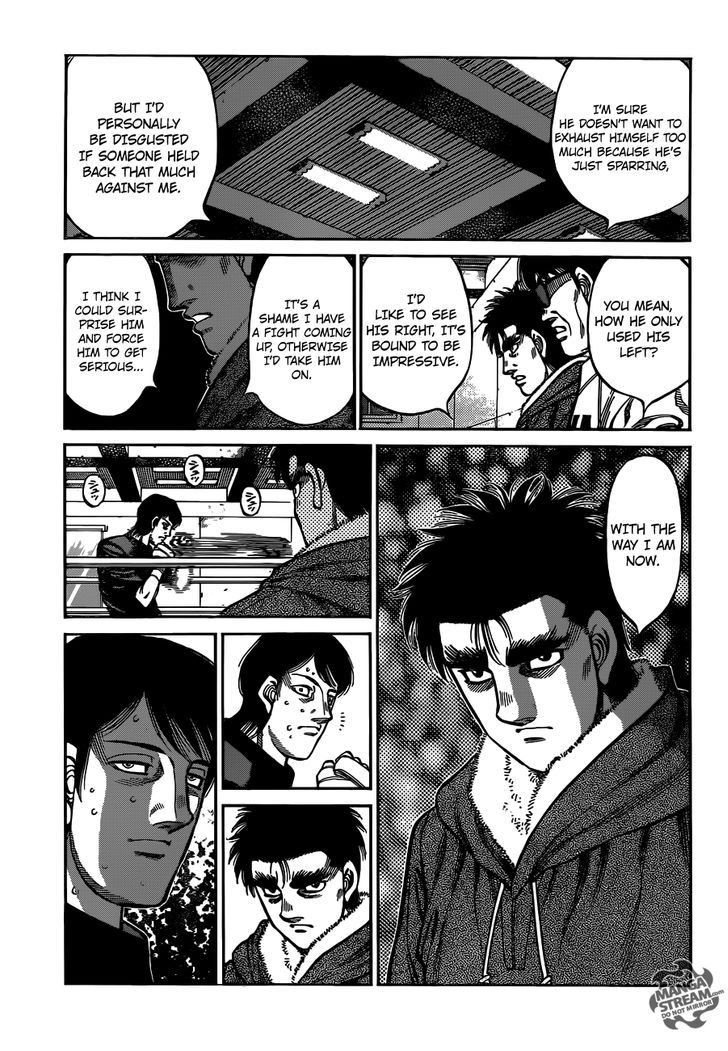 I'M SURE
HE DOESN'T WANT TO
EXHAUST HIMSELF TOO
MUCH BECAUSE HE'S
JUST SPARRING,
BUT I'D
PERSONALLY
BE DISGUSTED
IF SOMEONE HELD
BACK THAT MUCH
AGAINST ME.
YOU MEAN,
HOW HE ONLY
USED HIS
LEFT?
I'D
LIKE TO SEE
HIS RIGHT, IT'S
BOUND TO BE
IMPRESSIVE.
IT'S A
SHAME I HAVE
A FIGHT COMING
UP, OTHERWISE
I'D TAKE HIM
ON.
I THINK I
COULD SUR-
PRISE HIM
AND FORCE
HIM TO GET
SERIOUS...
WITH THE
WAY I AM
NOW.
MANGA
STREAM.com
DO NOT MIRROR!